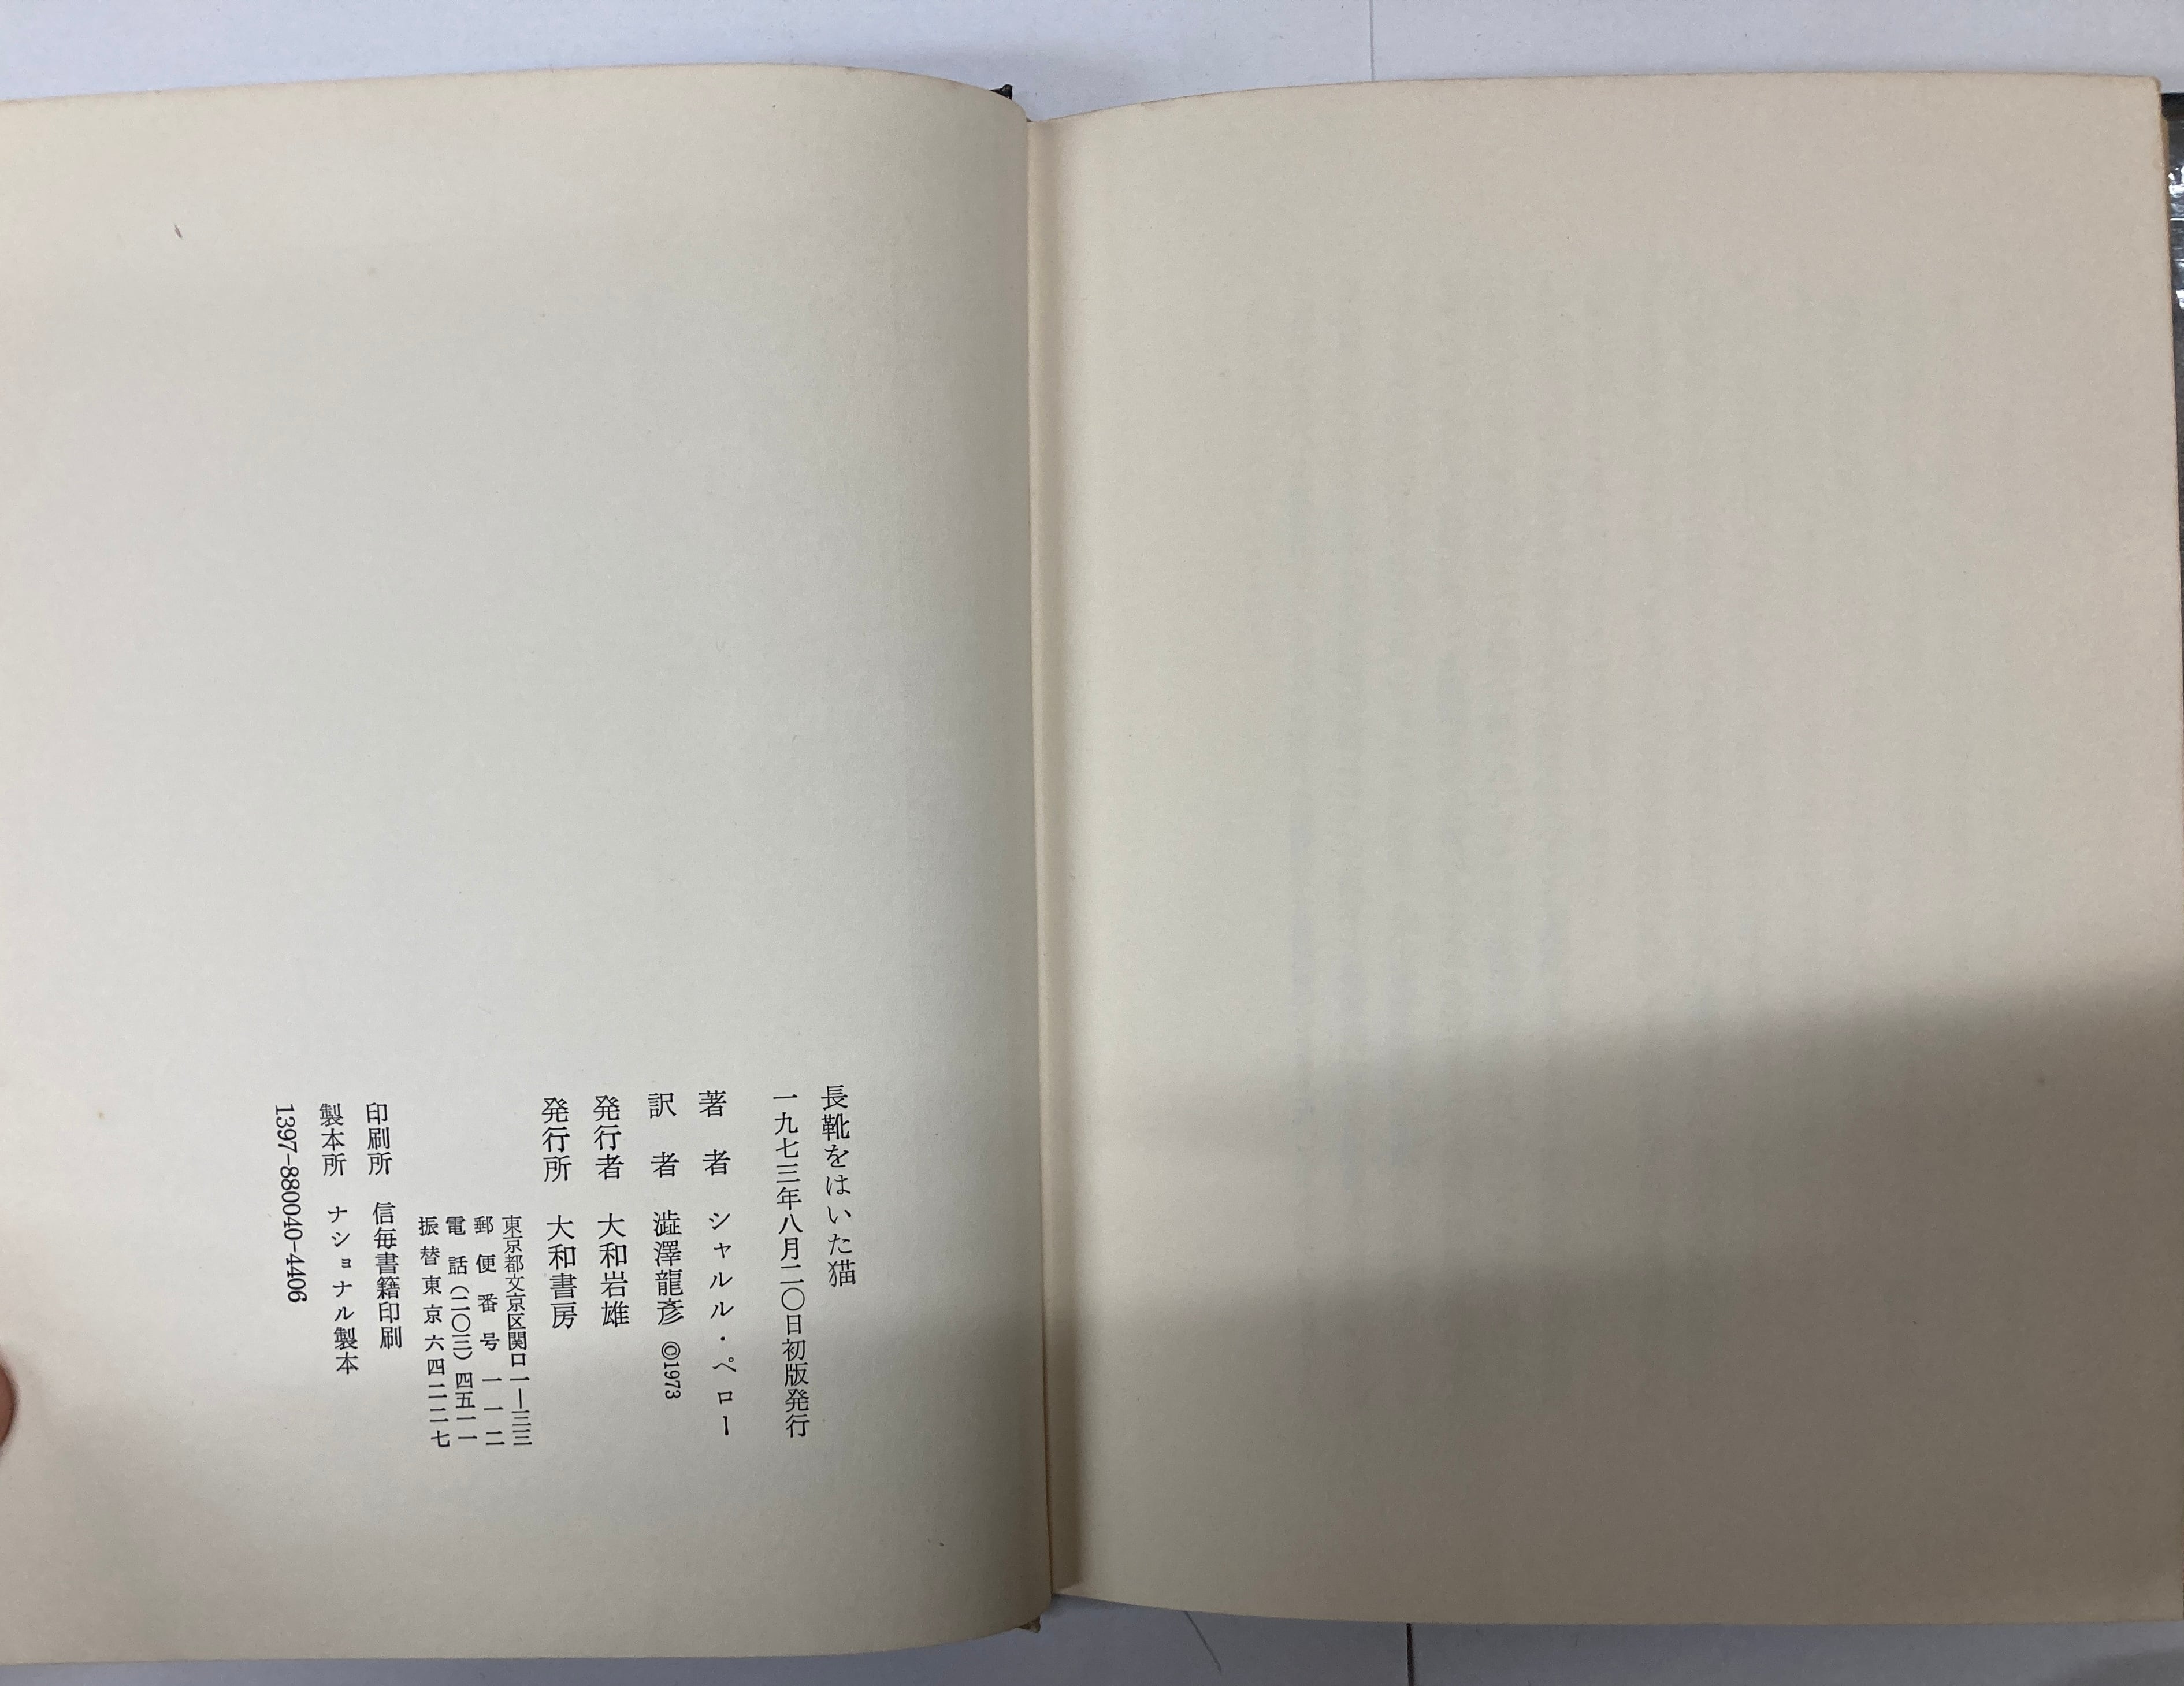 長靴をはいた猫
一九七三年八月二〇日初版発行
著者 シャルル・ペロー
訳者 澁澤龍彦 ©1973
発行者 大和岩雄
発行所 大和書房
東京都文京区関口一—三三
郵便番号 一一二
電話(二〇三)四五一一
振替東京六四二二七
印刷所 信毎書籍印刷
製本所 ナショナル製本
1397-880040-4406